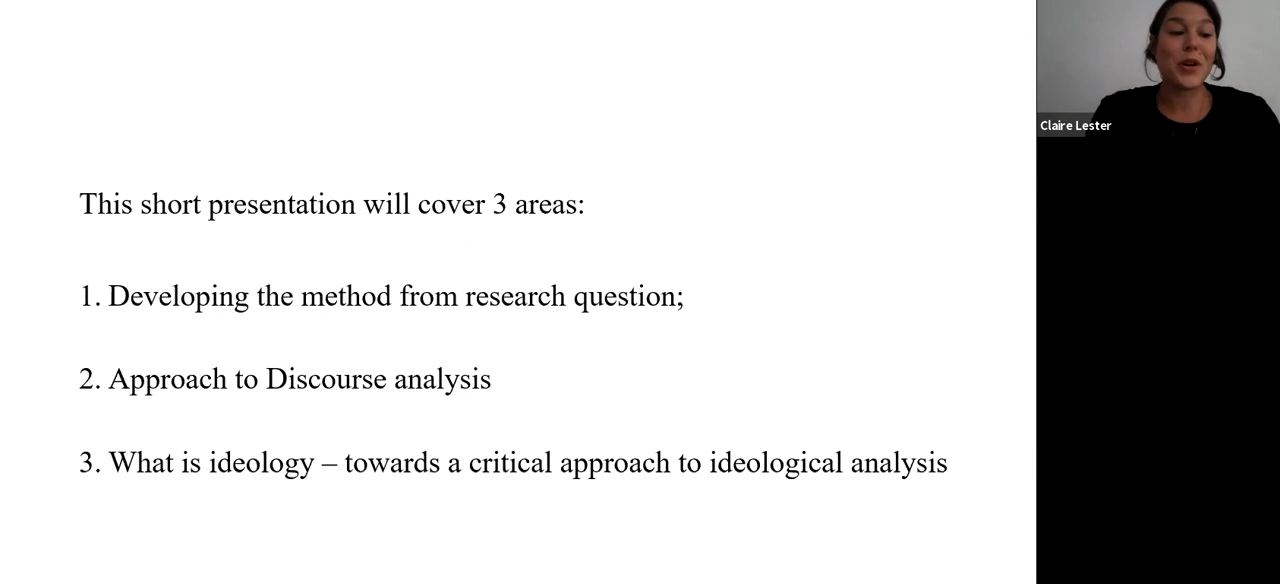 This short presentation will cover 3 areas:
1. Developing the method from research question;
2. Approach to Discourse analysis
3. What is ideology – towards a critical approach to ideological analysis
Claire Lester